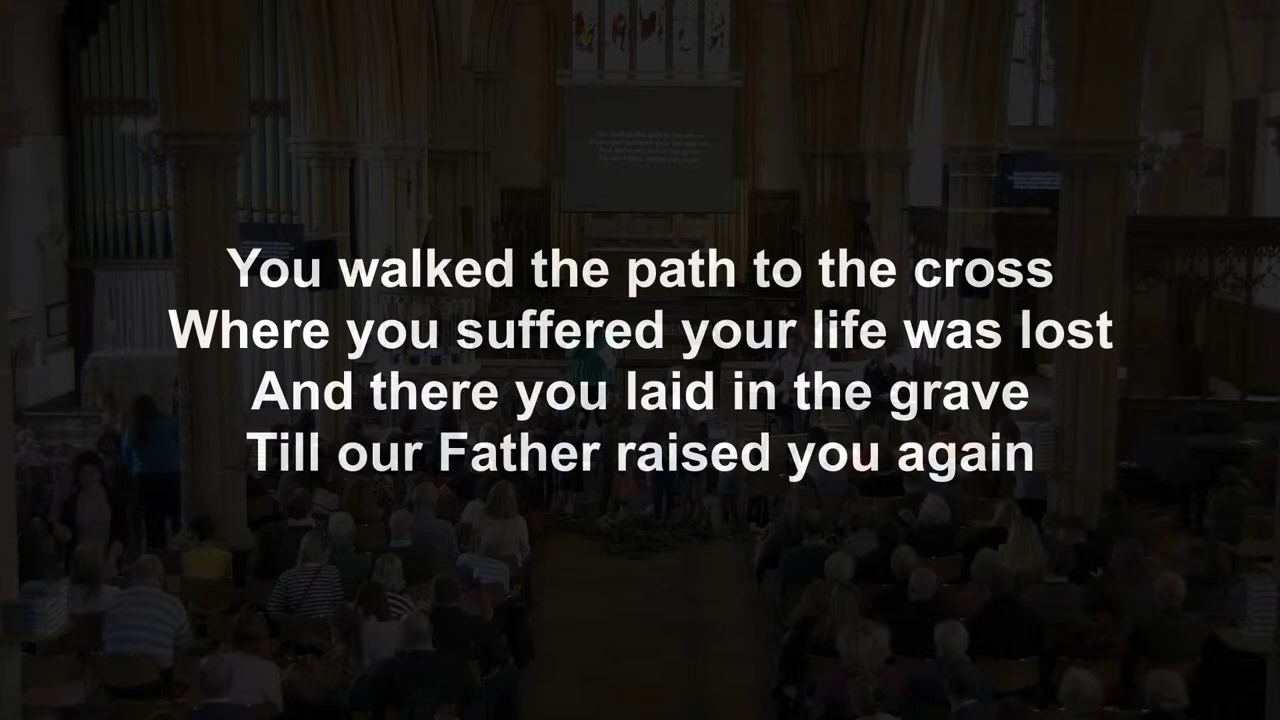 You walked the path to the cross
Where you suffered your life was lost
And there you laid in the grave
Till our Father raised you again